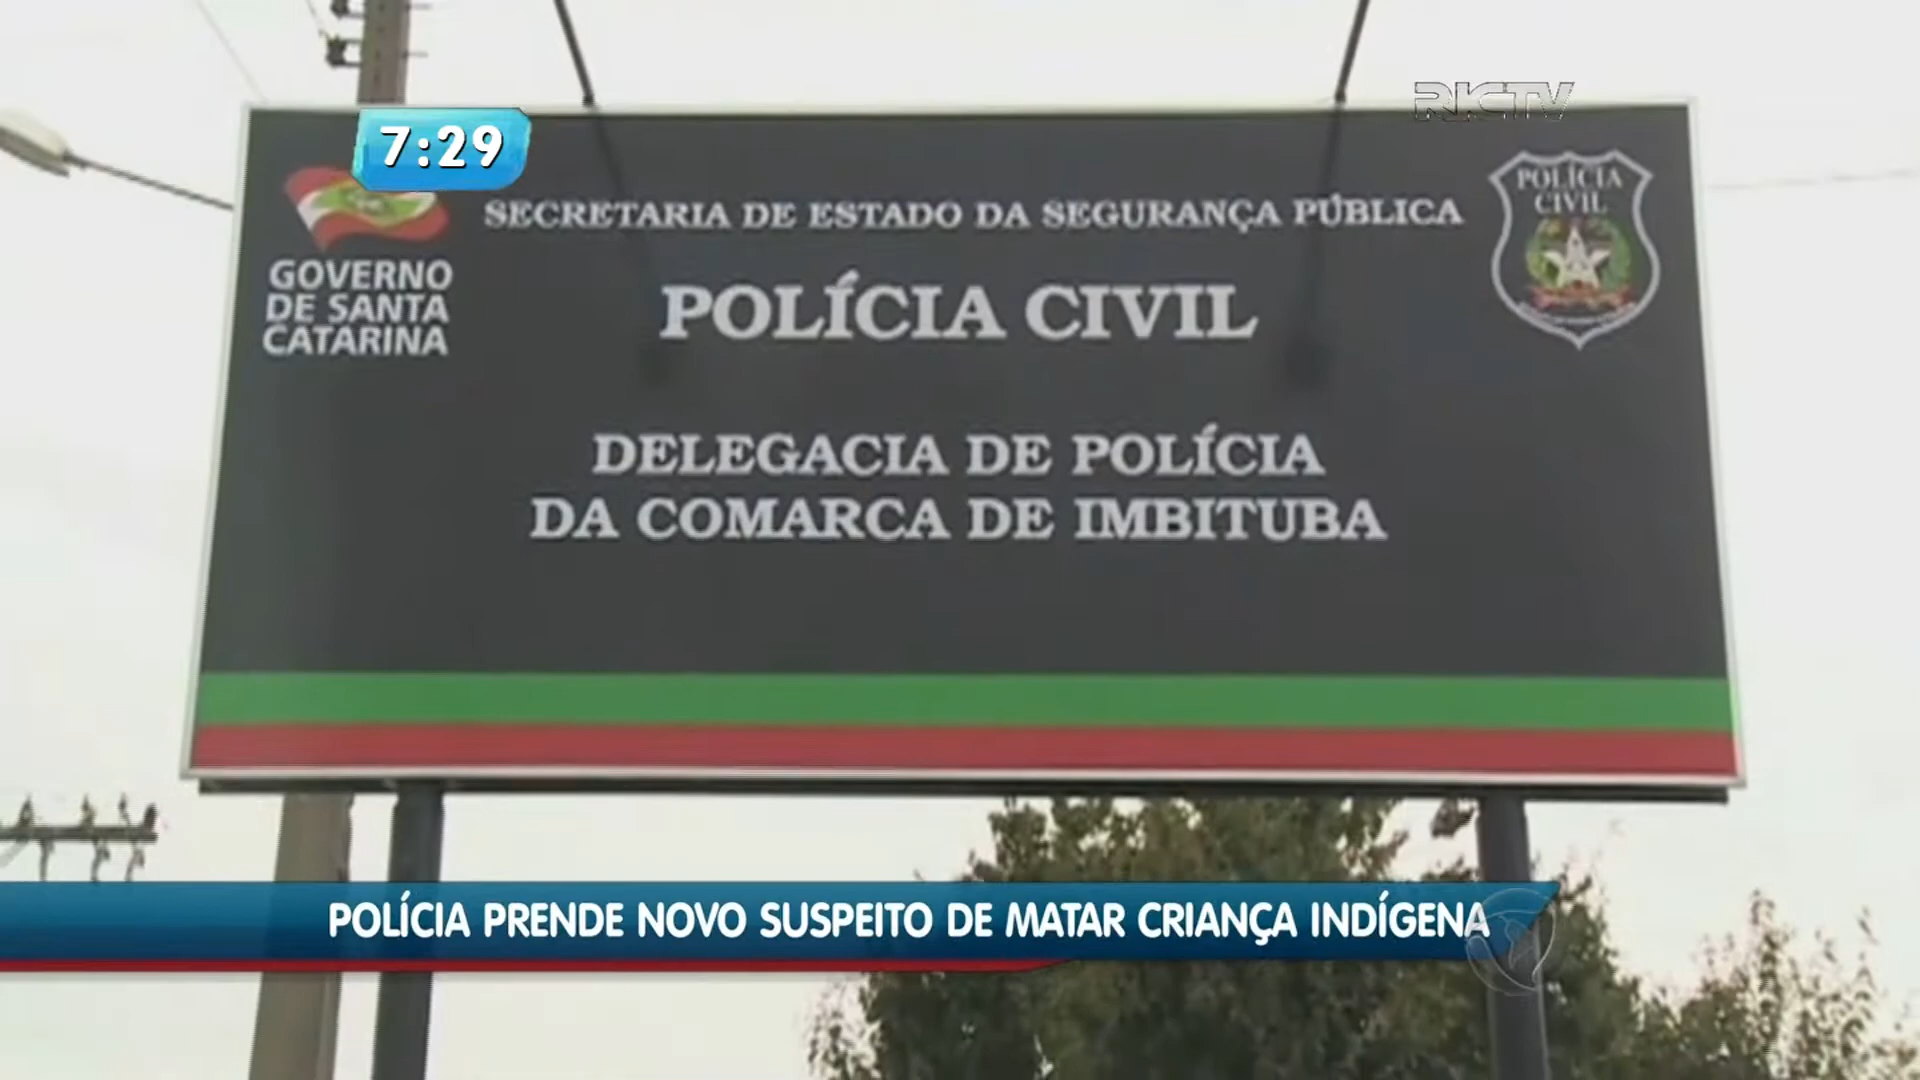 RICTV
7:29
SECRETARIA DE ESTADO DA SEGURANÇA PÚBLICA
POLÍCIA
CIVIL
GOVERNO
DE SANTA
CATARINA
POLÍCIA CIVIL
DELEGACIA DE POLÍCIA
DA COMARCA DE IMBITUBA
POLÍCIA PRENDE NOVO SUSPEITO DE MATAR CRIANÇA INDÍGENA